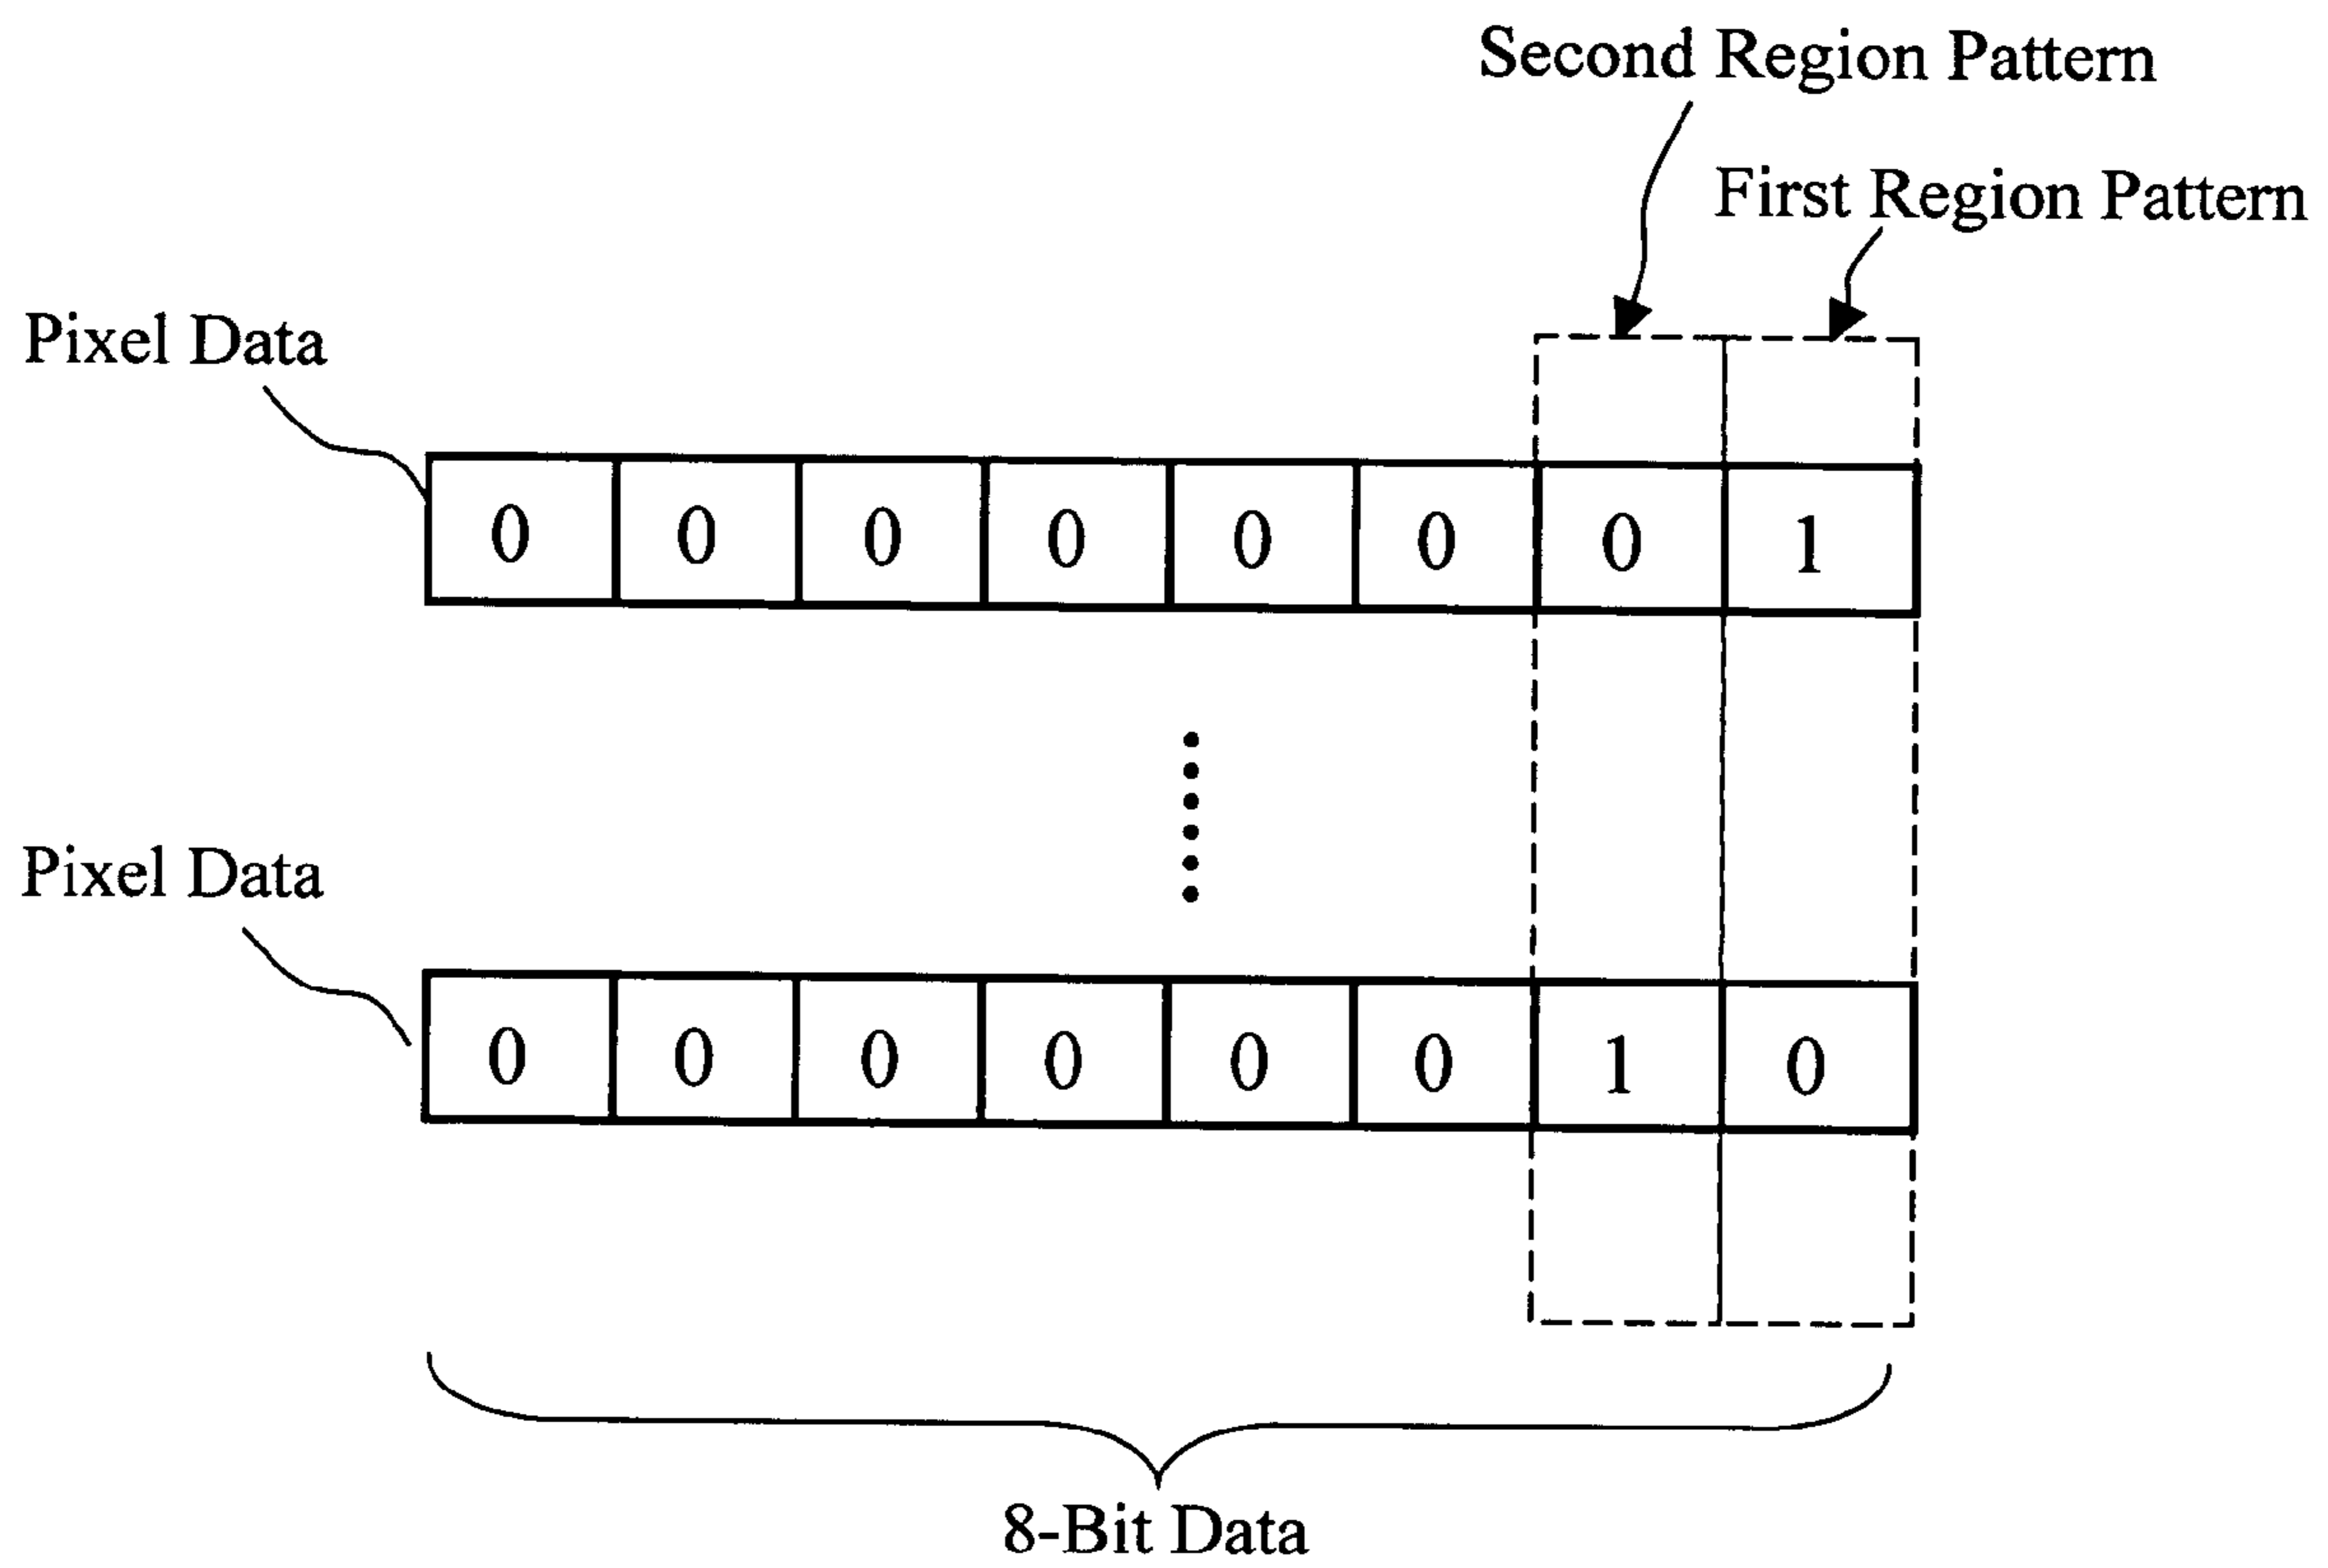 Second Region Pattern
First Region Pattern
Pixel Data
0 0 0 0 0 0 0 1
Pixel Data
0 0 0 0 0 0 1 0
8-Bit Data